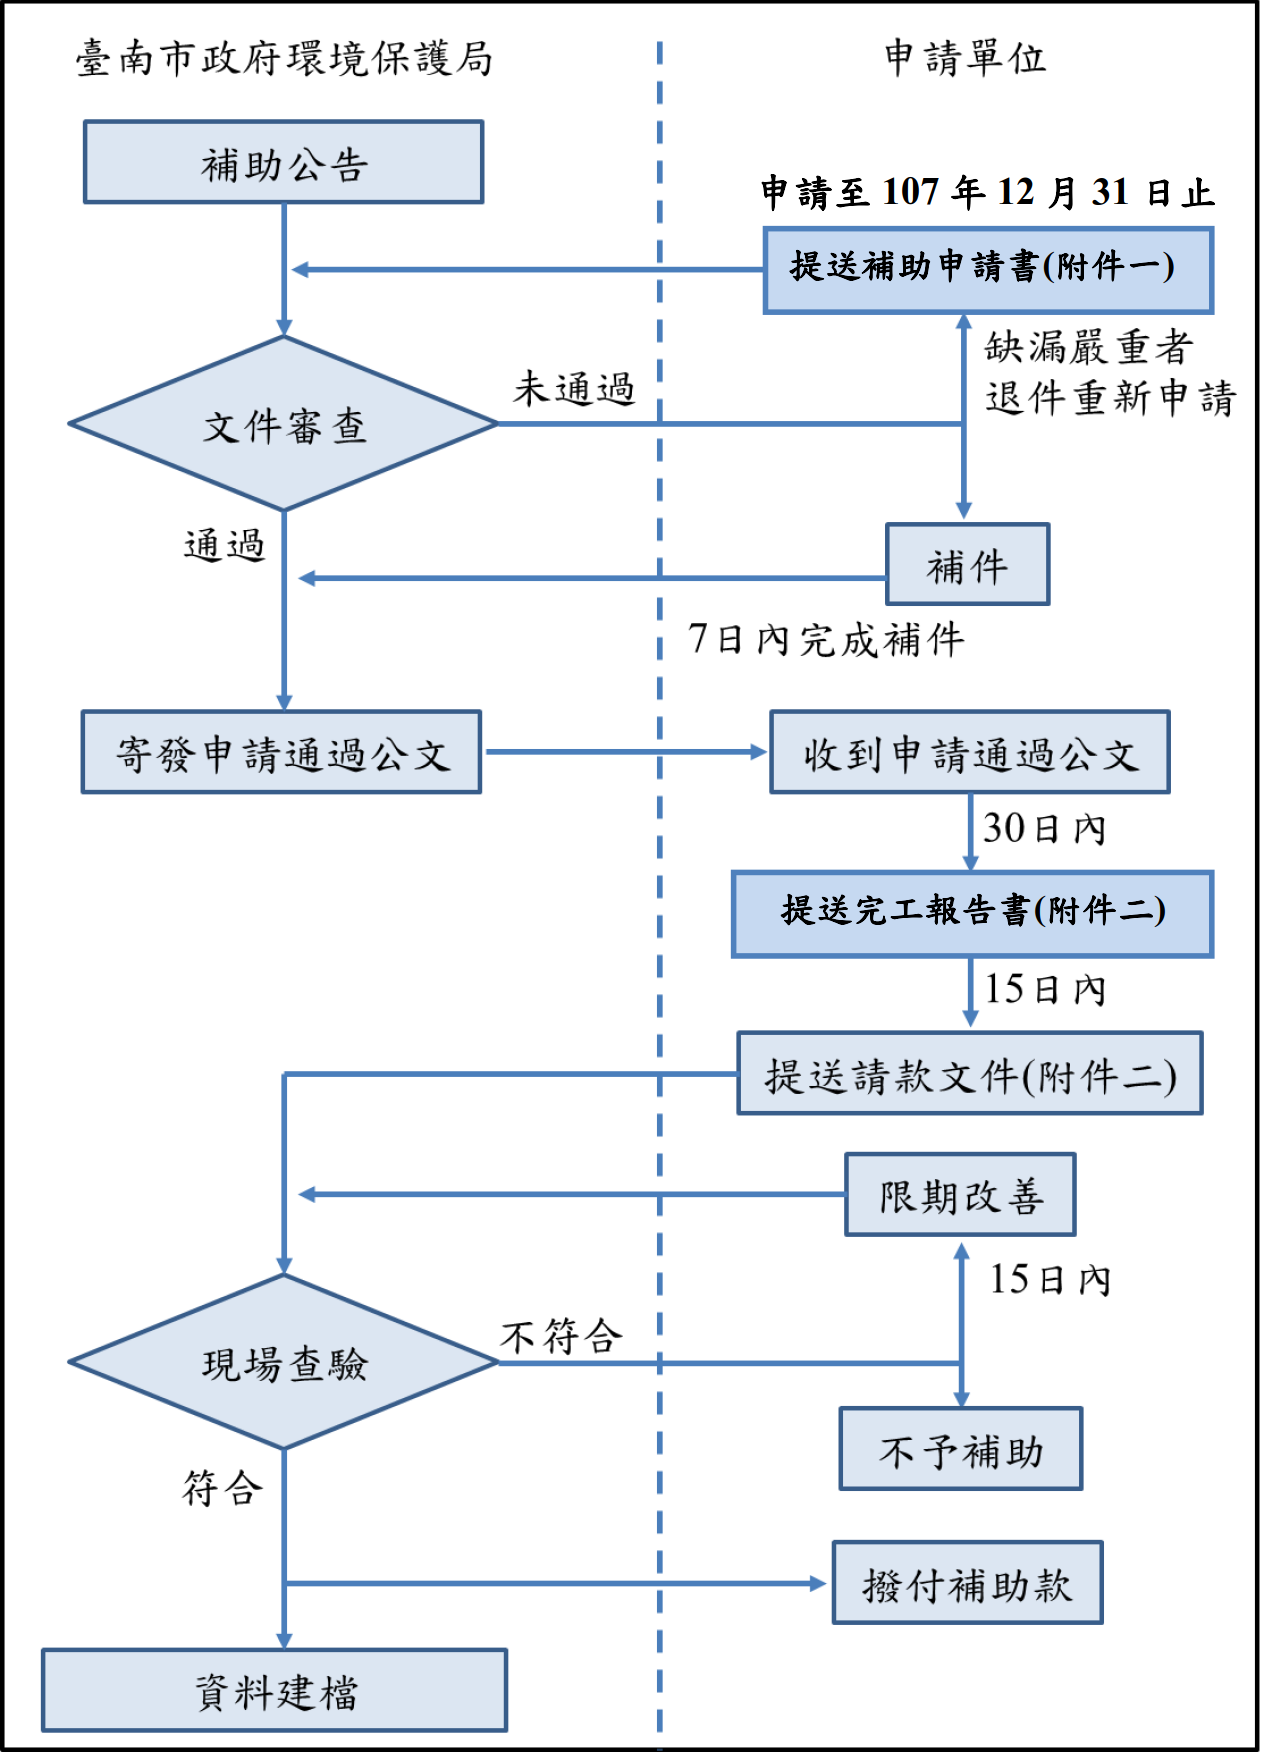 臺南市政府環境保護局
申請單位
補助公告
申請至 107 年 12 月 31 日止
提送補助申請書(附件一)
缺漏嚴重者
退件重新申請
未通過
文件審查
通過
補件
7日內完成補件
寄發申請通過公文
收到申請通過公文
30日內
提送完工報告書(附件二)
15日內
提送請款文件(附件二)
限期改善
15日內
不符合
現場查驗
不予補助
符合
撥付補助款
資料建檔